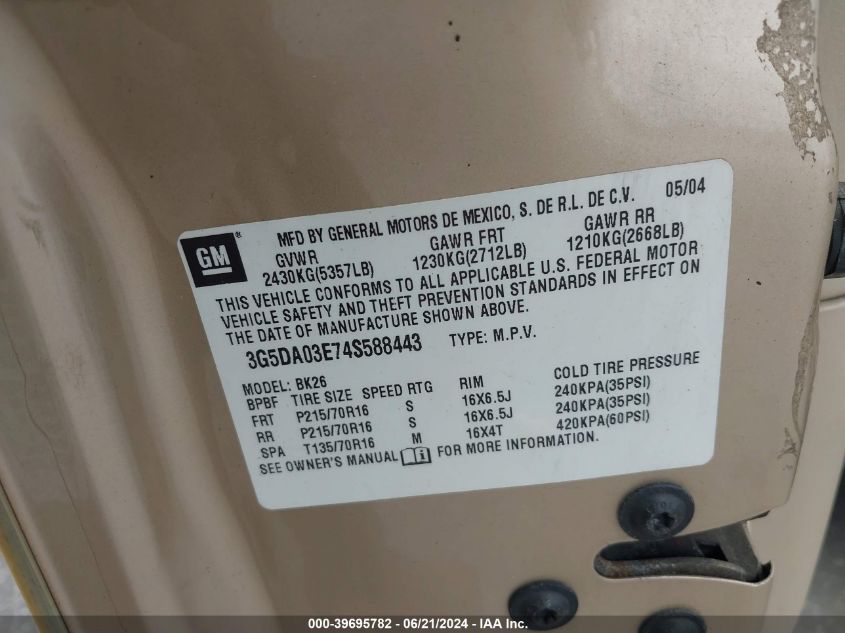 GM®
MFD BY GENERAL MOTORS DE MEXICO, S. DE R.L. DE C.V. 05/04
GVWR GAWR FRT GAWR RR
2430KG(5357LB) 1230KG(2712LB) 1210KG(2668LB)
THIS VEHICLE CONFORMS TO ALL APPLICABLE U.S. FEDERAL MOTOR
VEHICLE SAFETY AND THEFT PREVENTION STANDARDS IN EFFECT ON
THE DATE OF MANUFACTURE SHOWN ABOVE.
3G5DA03E74S588443 TYPE: M.P.V.
MODEL: BK26
BPBF TIRE SIZE SPEED RTG RIM COLD TIRE PRESSURE
FRT P215/70R16 S 16X6.5J 240KPA(35PSI)
RR P215/70R16 S 16X6.5J 240KPA(35PSI)
SPA T135/70R16 M 16X4T 420KPA(60PSI)
SEE OWNER'S MANUAL FOR MORE INFORMATION.
000-39695782 / 06/21/2024 - IAA Inc.